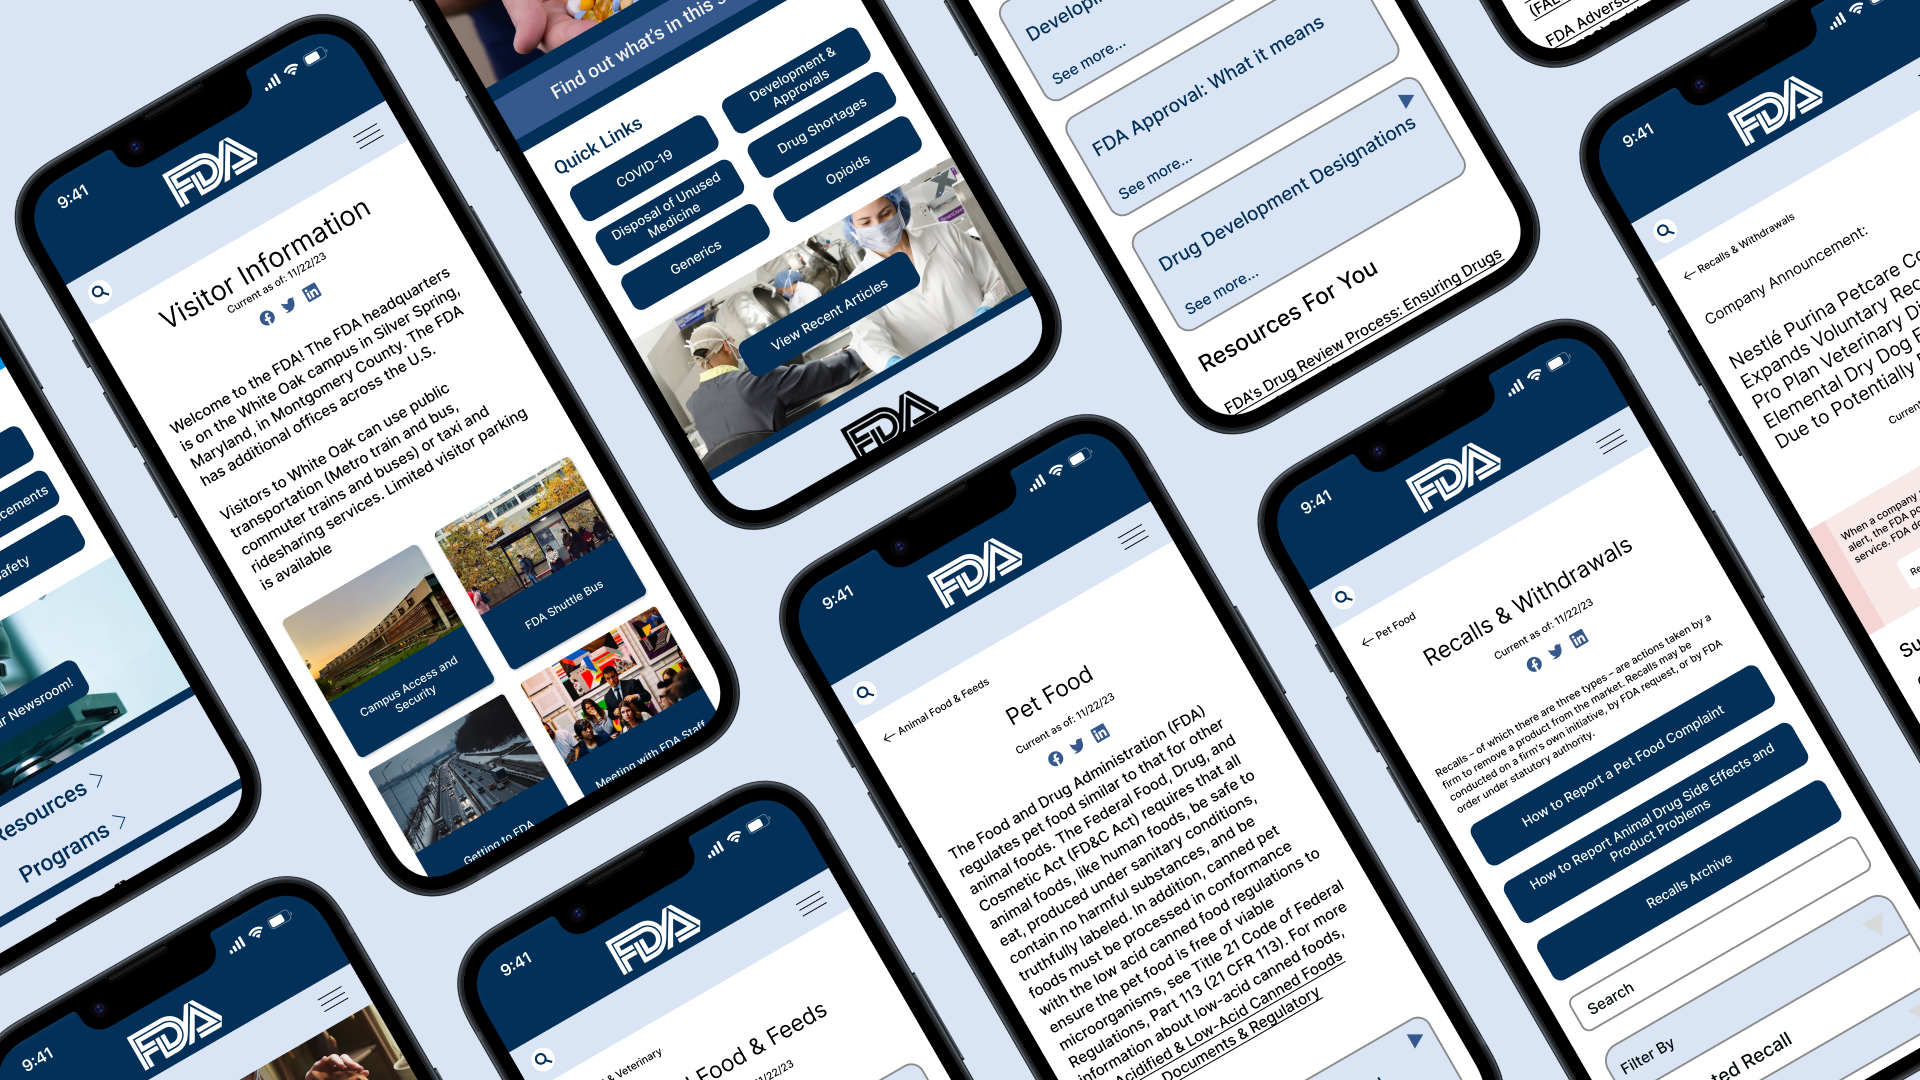 cements
afety
r Newsroom!
Resources
Programs
9:41
FDA
Visitor Information
Current as of: 11/22/23
Welcome to the FDA! The FDA headquarters
is on the White Oak campus in Silver Spring,
Maryland, in Montgomery County. The FDA
has additional offices across the U.S.
Visitors to White Oak can use public
transportation (Metro train and bus,
commuter trains and buses) or taxi and
ridesharing services. Limited visitor parking
is available
Campus Access and
Security
FDA Shuttle Bus
Getting to FDA
Meeting with FDA Staff
9:41
FDA
Find out what's in this s
Quick Links
COVID-19
Development &
Approvals
Disposal of Unused
Medicine
Drug Shortages
Generics
Opioids
View Recent Articles
FDA
9:41
FDA
& Veterinary
Food & Feeds
1/22/23
See more...
FDA Approval: What it means
See more...
Drug Development Designations
See more...
Resources For You
FDA's Drug Review Process: Ensuring Drugs
9:41
FDA
Animal Food & Feeds
Pet Food
Current as of: 11/22/23
The Food and Drug Administration (FDA)
regulates pet food similar to that for other
animal foods. The Federal Food, Drug, and
Cosmetic Act (FD&C Act) requires that all
animal foods, like human foods, be safe to
eat, produced under sanitary conditions,
contain no harmful substances, and be
truthfully labeled. In addition, canned pet
foods must be processed in conformance
with the low acid canned food regulations to
ensure the pet food is free of viable
microorganisms, see Title 21 Code of Federal
Regulations, Part 113 (21 CFR 113). For more
information about low-acid canned foods,
Acidified & Low-Acid Canned Foods
Documents & Regulatory
FDA Advers
9:41
FDA
Pet Food
Recalls & Withdrawals
Current as of: 11/22/23
Recalls – of which there are three types – are actions taken by a
firm to remove a product from the market. Recalls may be
conducted on a firm's own initiative, by FDA request, or by FDA
order under statutory authority.
How to Report a Pet Food Complaint
How to Report Animal Drug Side Effects and
Product Problems
Recalls Archive
Search
Filter By
ted Recall
9:41
FDA
Recalls & Withdrawals
Company Announcement:
Nestlé Purina Petcare Co
Expands Voluntary Rec
Pro Plan Veterinary Di
Elemental Dry Dog F
Due to Potentially
Current
When a company
alert, the FDA po
service. FDA do
Re
Su